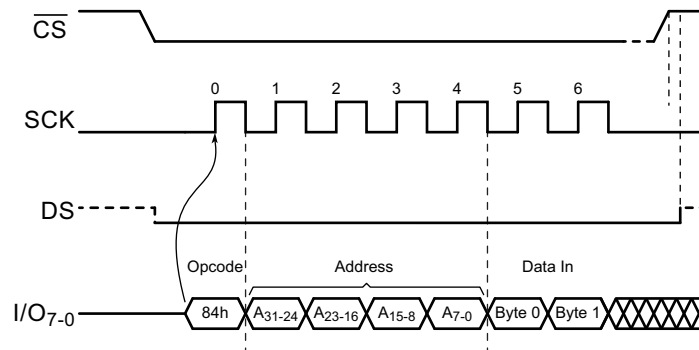 CS
SCK
0 1 2 3 4 5 6
DS
Opcode Address Data In
I/O7-0 84h A31-24 A23-16 A15-8 A7-0 Byte 0 Byte 1